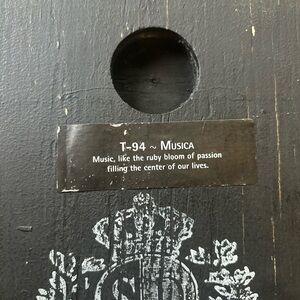 T-94 ~ MUSICA
Music, like the ruby bloom of passion
filling the center of our lives.